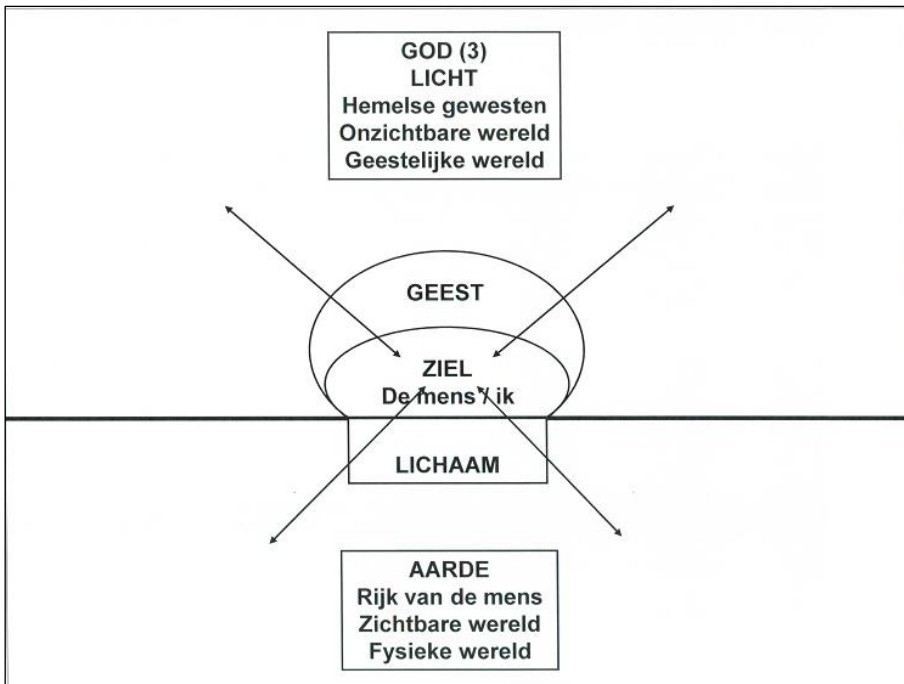 GOD (3)
LICHT
Hemelse gewesten
Onzichtbare wereld
Geestelijke wereld
GEEST
ZIEL
De mens / ik
LICHAAM
AARDE
Rijk van de mens
Zichtbare wereld
Fysieke wereld